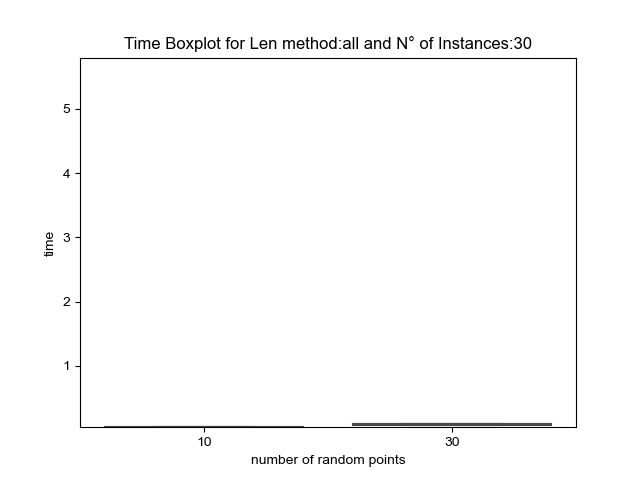 Time Boxplot for Len method:all and N° of Instances:30
5
4
3
2
1
time
10
30
number of random points